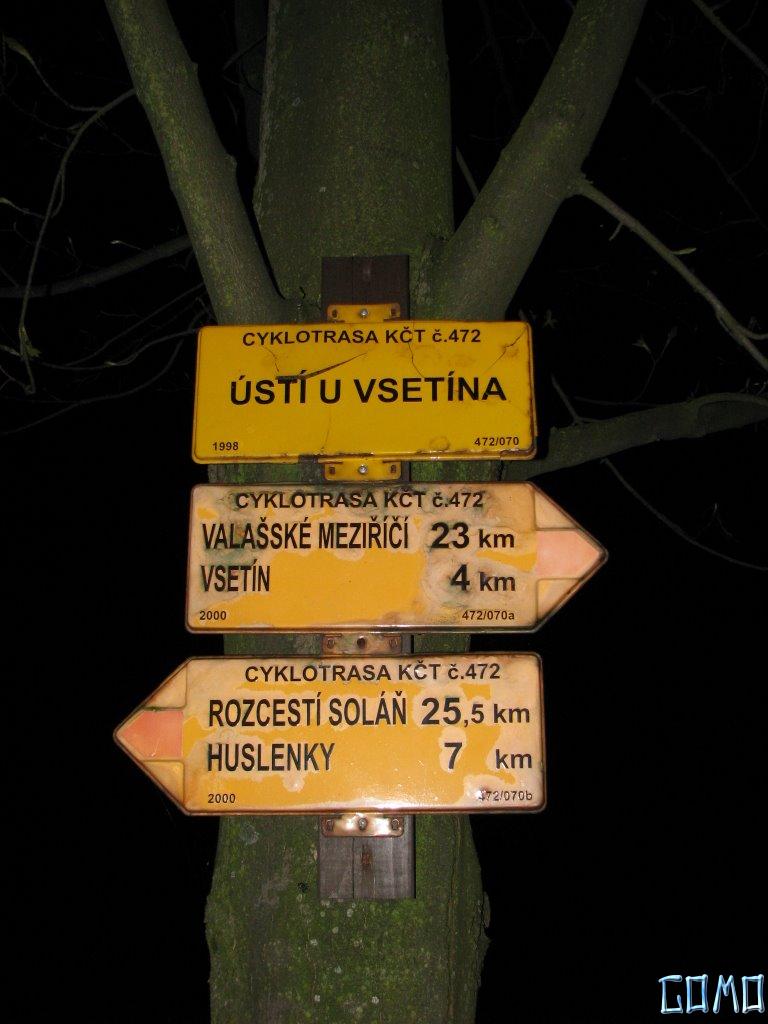 CYKLOTRASA KČT č.472
ÚSTÍ U VSETÍNA
1998 472/070
CYKLOTRASA KČT č.472
VALAŠSKÉ MEZIŘÍČÍ 23 km
VSETÍN 4 km
2000 472/070a
CYKLOTRASA KČT č.472
ROZCESTÍ SOLÁŇ 25,5 km
HUSLENKY 7 km
2000 472/070b
GOMO